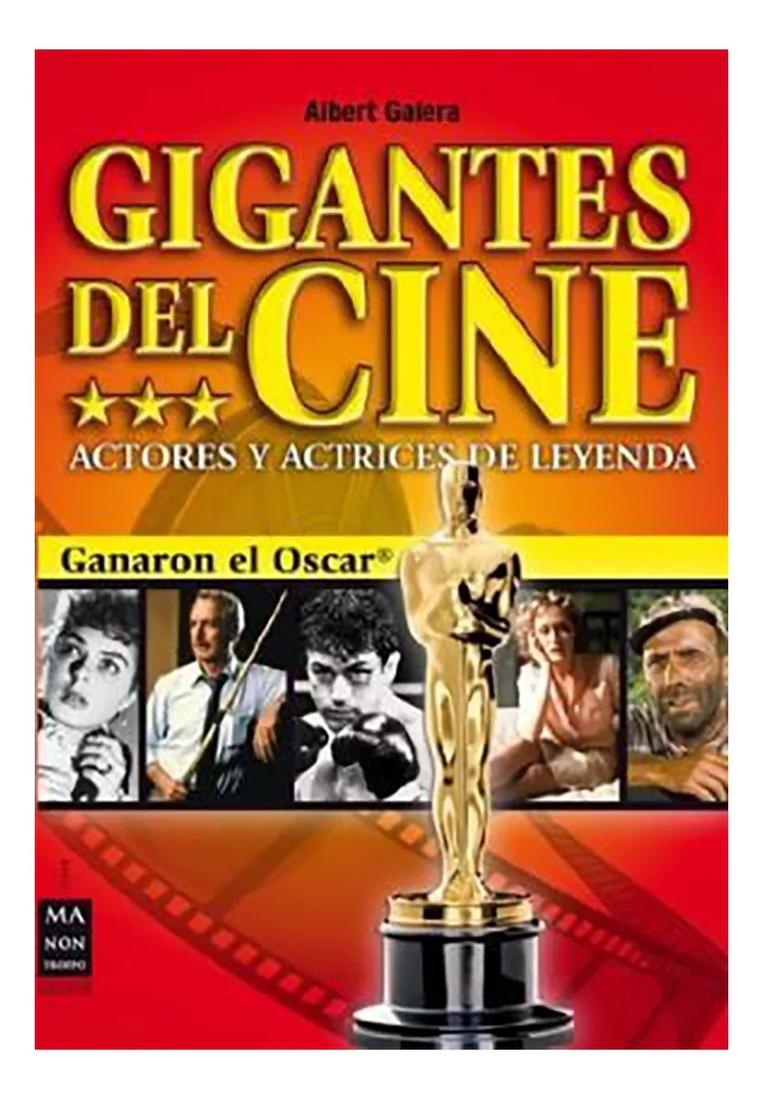 Albert Galera
GIGANTES
DEL CINE
ACTORES Y ACTRICES DE LEYENDA
Ganaron el Oscar®
MA
NON
TROPPO